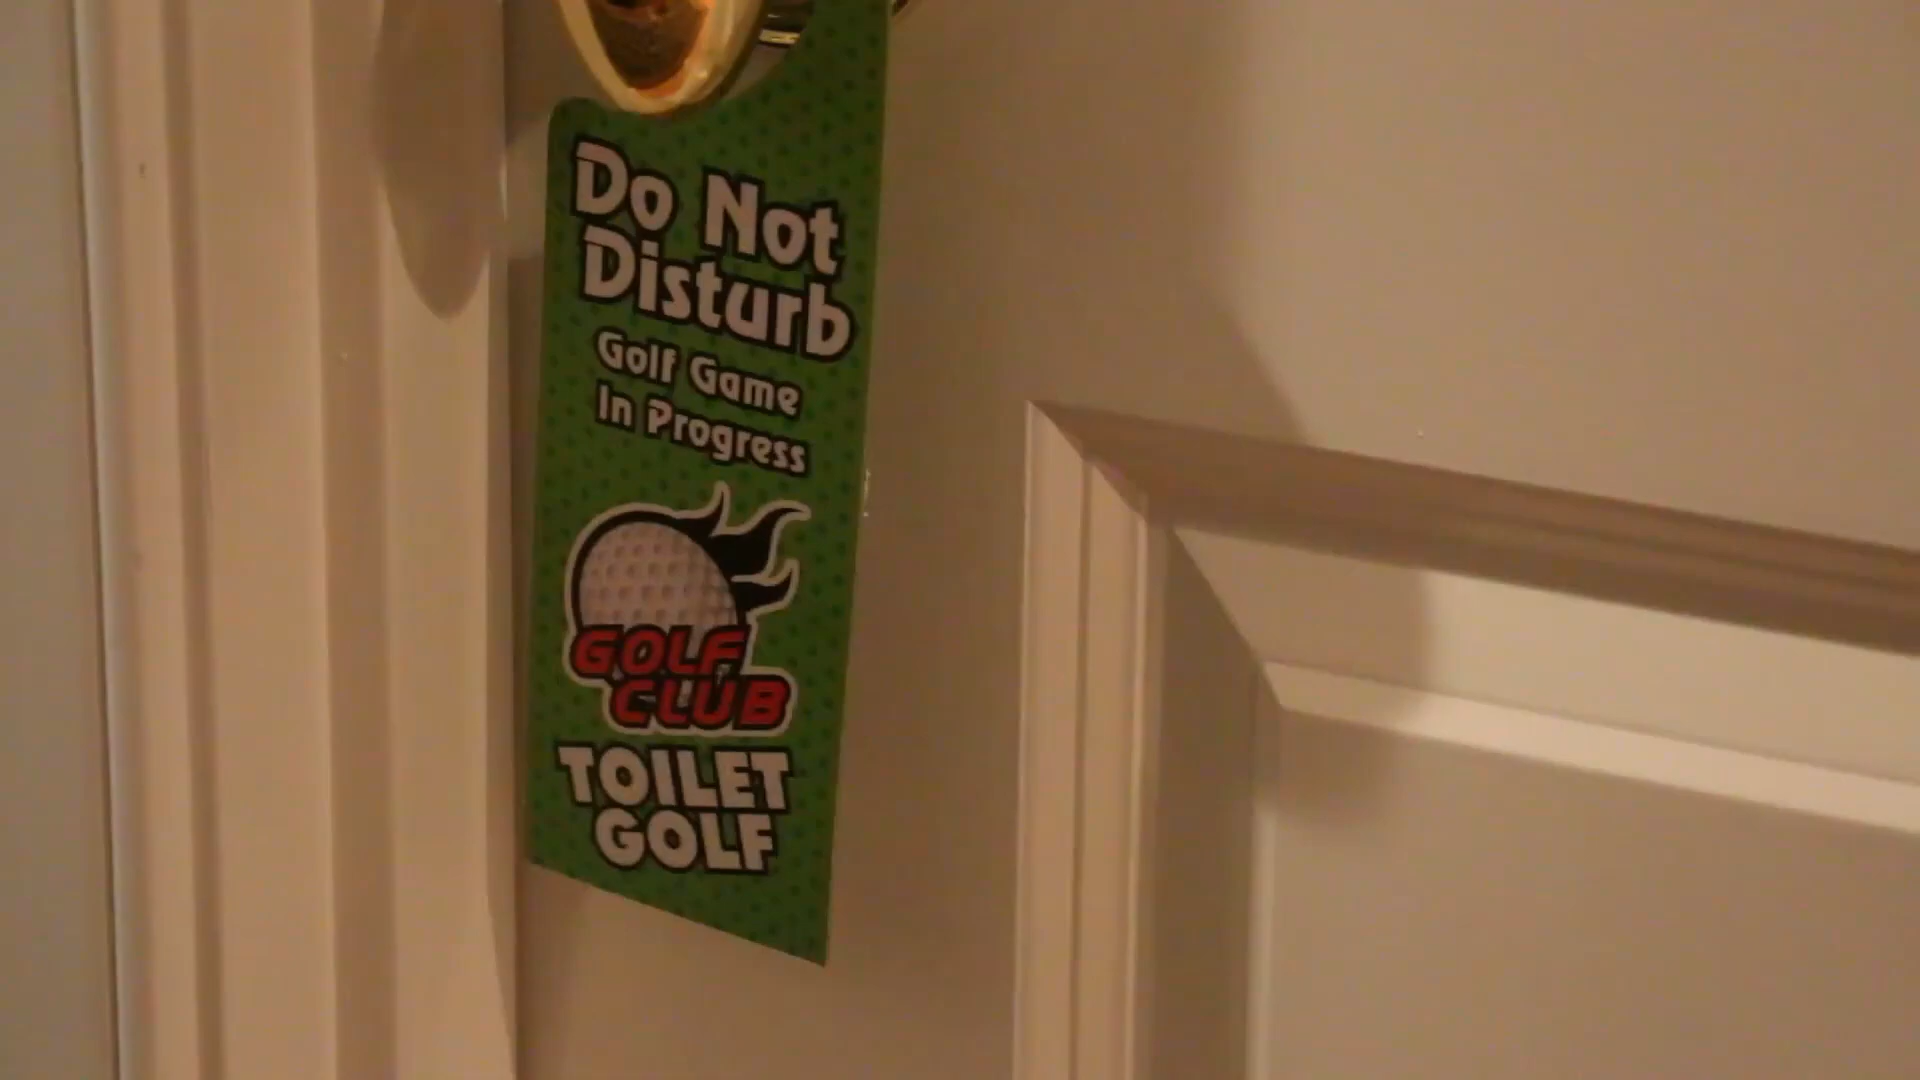 Do Not
Disturb
Golf Game
In Progress
GOLF
CLUB
TOILET
GOLF